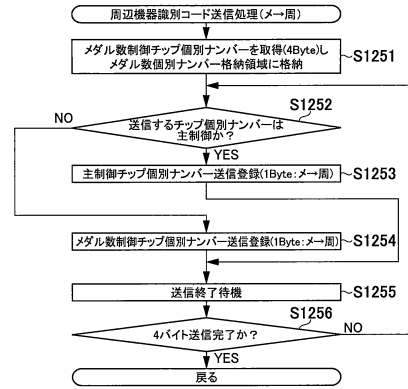 周辺機器識別コード送信処理(メ→周)
メダル数制御チップ個別ナンバーを取得(4Byte)し
メダル数個別ナンバー格納領域に格納
S1251
S1252
NO
送信するチップ個別ナンバーは
主制御か?
YES
主制御チップ個別ナンバー送信登録(1Byte:メ→周)
S1253
メダル数制御チップ個別ナンバー送信登録(1Byte:メ→周)
S1254
送信終了待機
S1255
S1256
4バイト送信完了か?
NO
YES
戻る